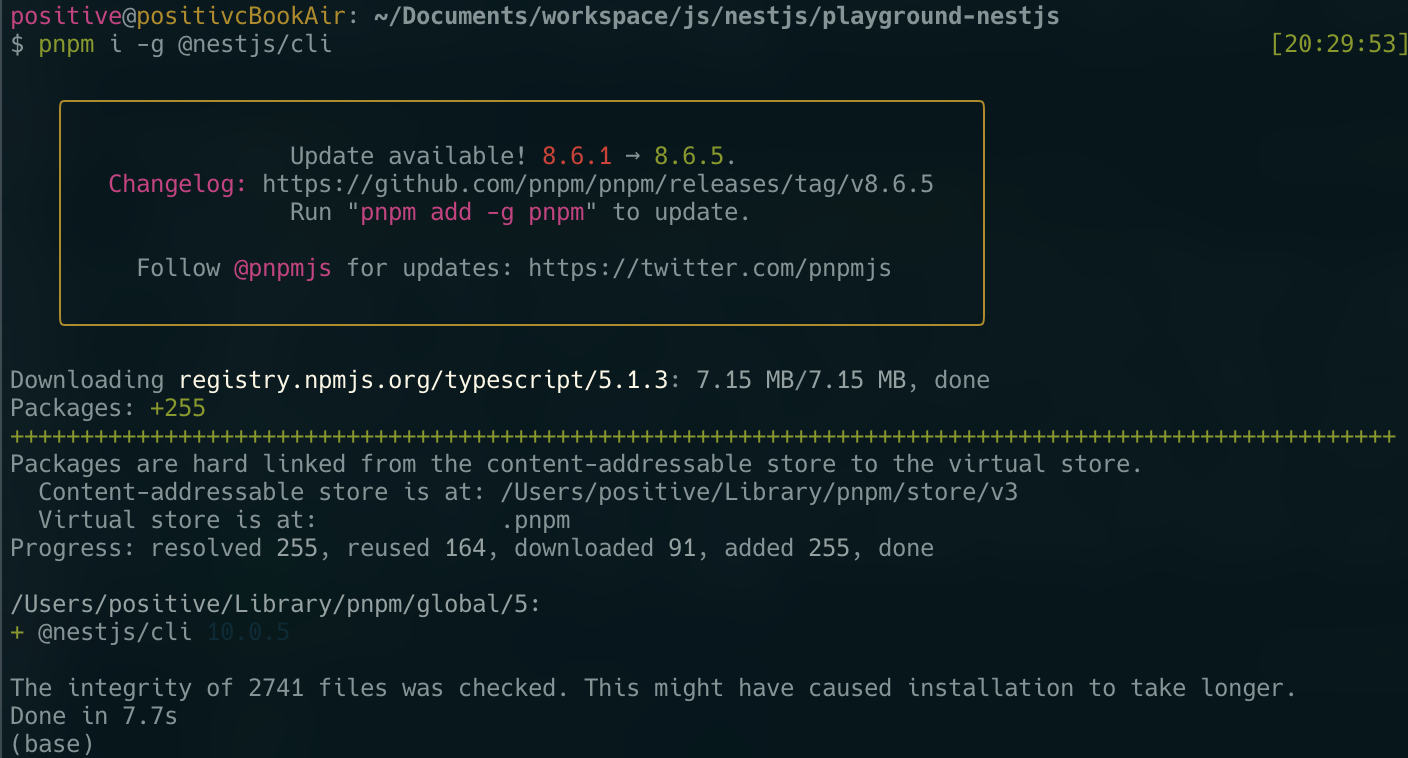 positive@positivcBookAir: ~/Documents/workspace/js/nestjs/playground-nestjs
$ pnpm i -g @nestjs/cli [20:29:53]
Update available! 8.6.1 → 8.6.5.
Changelog: https://github.com/pnpm/pnpm/releases/tag/v8.6.5
Run "pnpm add -g pnpm" to update.
Follow @pnpmjs for updates: https://twitter.com/pnpmjs
Downloading registry.npmjs.org/typescript/5.1.3: 7.15 MB/7.15 MB, done
Packages: +255
+++++++++++++++++++++++++++++++++++++++++++++++++++++++++++++++++++++++++++++++++++++++++++++++++++
Packages are hard linked from the content-addressable store to the virtual store.
Content-addressable store is at: /Users/positive/Library/pnpm/store/v3
Virtual store is at: .pnpm
Progress: resolved 255, reused 164, downloaded 91, added 255, done
/Users/positive/Library/pnpm/global/5:
+ @nestjs/cli 10.0.5
The integrity of 2741 files was checked. This might have caused installation to take longer.
Done in 7.7s
(base)